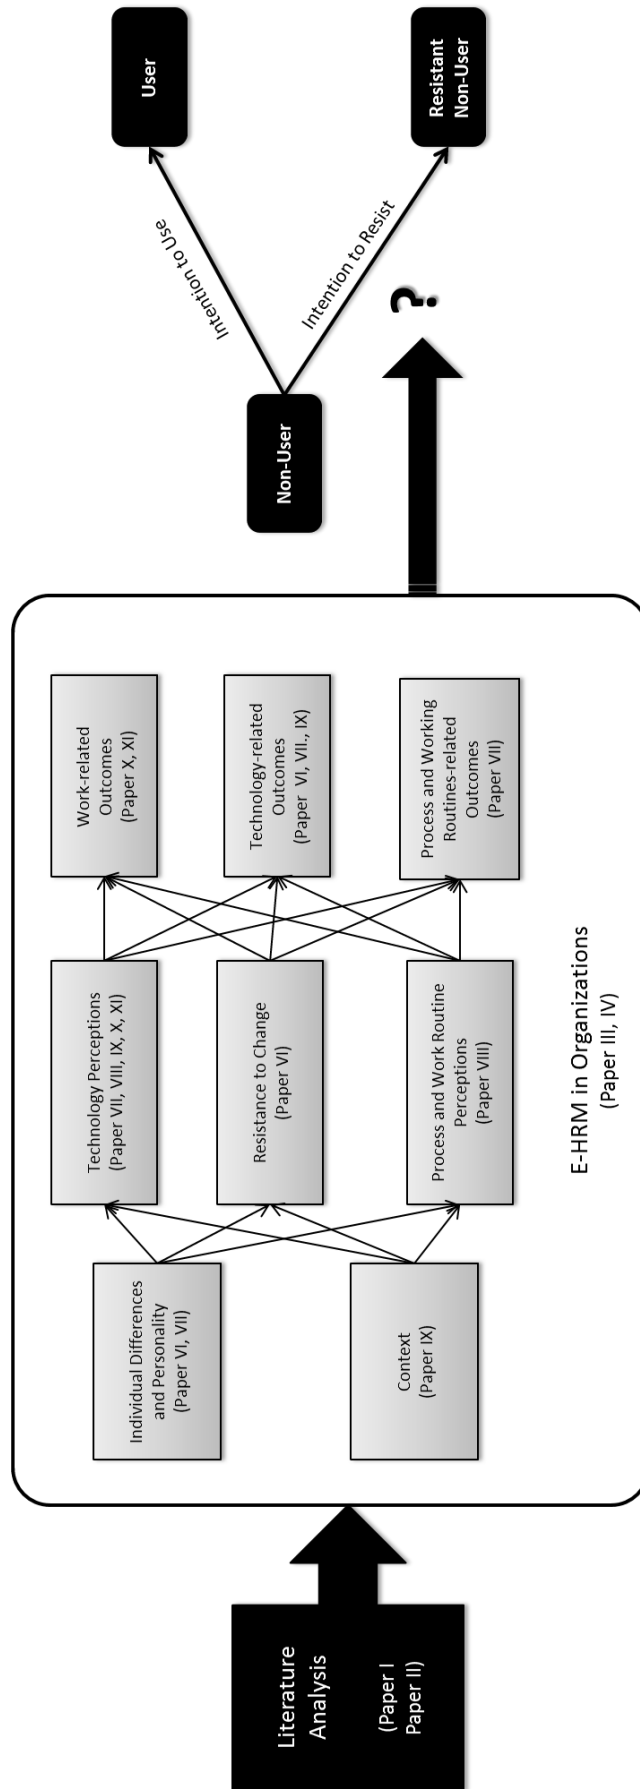 Literature
Analysis
(Paper I
Paper II)
Individual Differences
and Personality
(Paper VI, VII)
Context
(Paper IX)
Technology Perceptions
(Paper VII, VIII, IX, X, XI)
Resistance to Change
(Paper VI)
Process and Work Routine
Perceptions
(Paper VIII)
Work-related
Outcomes
(Paper X, XI)
Technology-related
Outcomes
(Paper VI, VII., IX)
Process and Working
Routines-related
Outcomes
(Paper VII)
E-HRM in Organizations
(Paper III, IV)
Non-User
Intention to Use
Intention to Resist
?
User
Resistant
Non-User